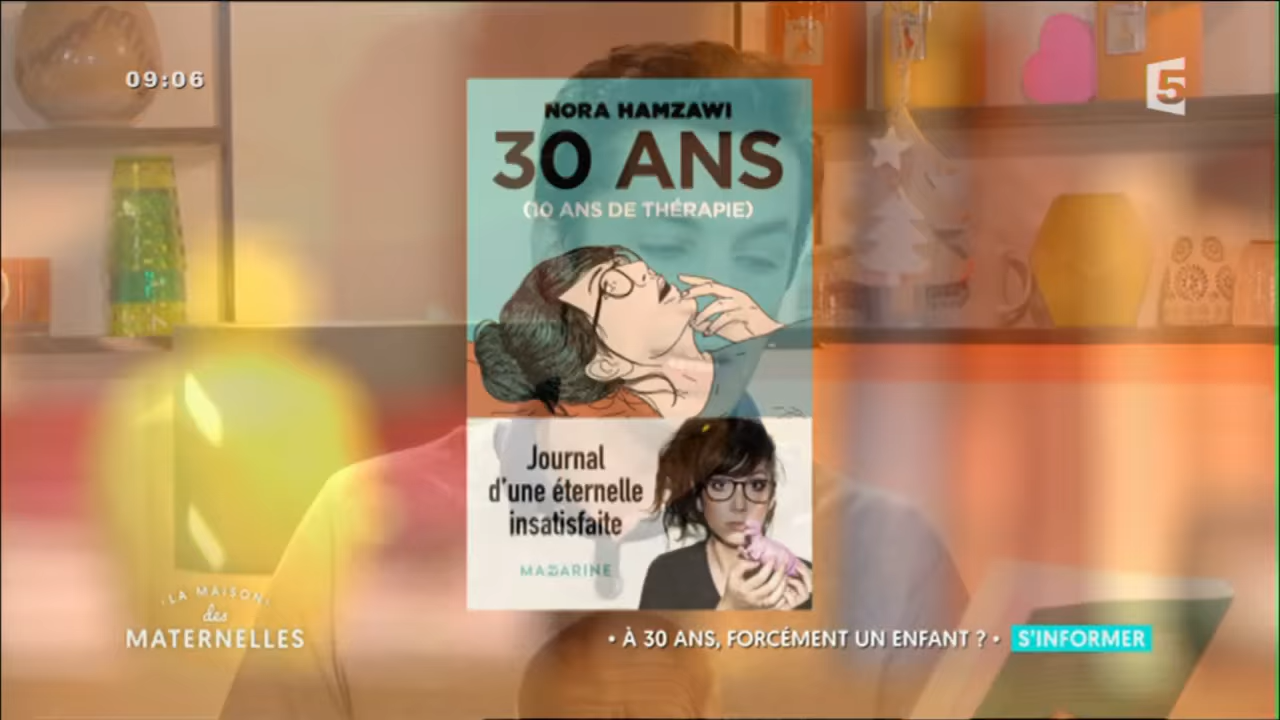 09:06
5
NORA HAMZAWI
30 ANS
(10 ANS DE THÉRAPIE)
Journal
d'une éternelle
insatisfaite
MAZARINE
·LA MAISON·
des
MATERNELLES
• À 30 ANS, FORCÉMENT UN ENFANT ? • S'INFORMER